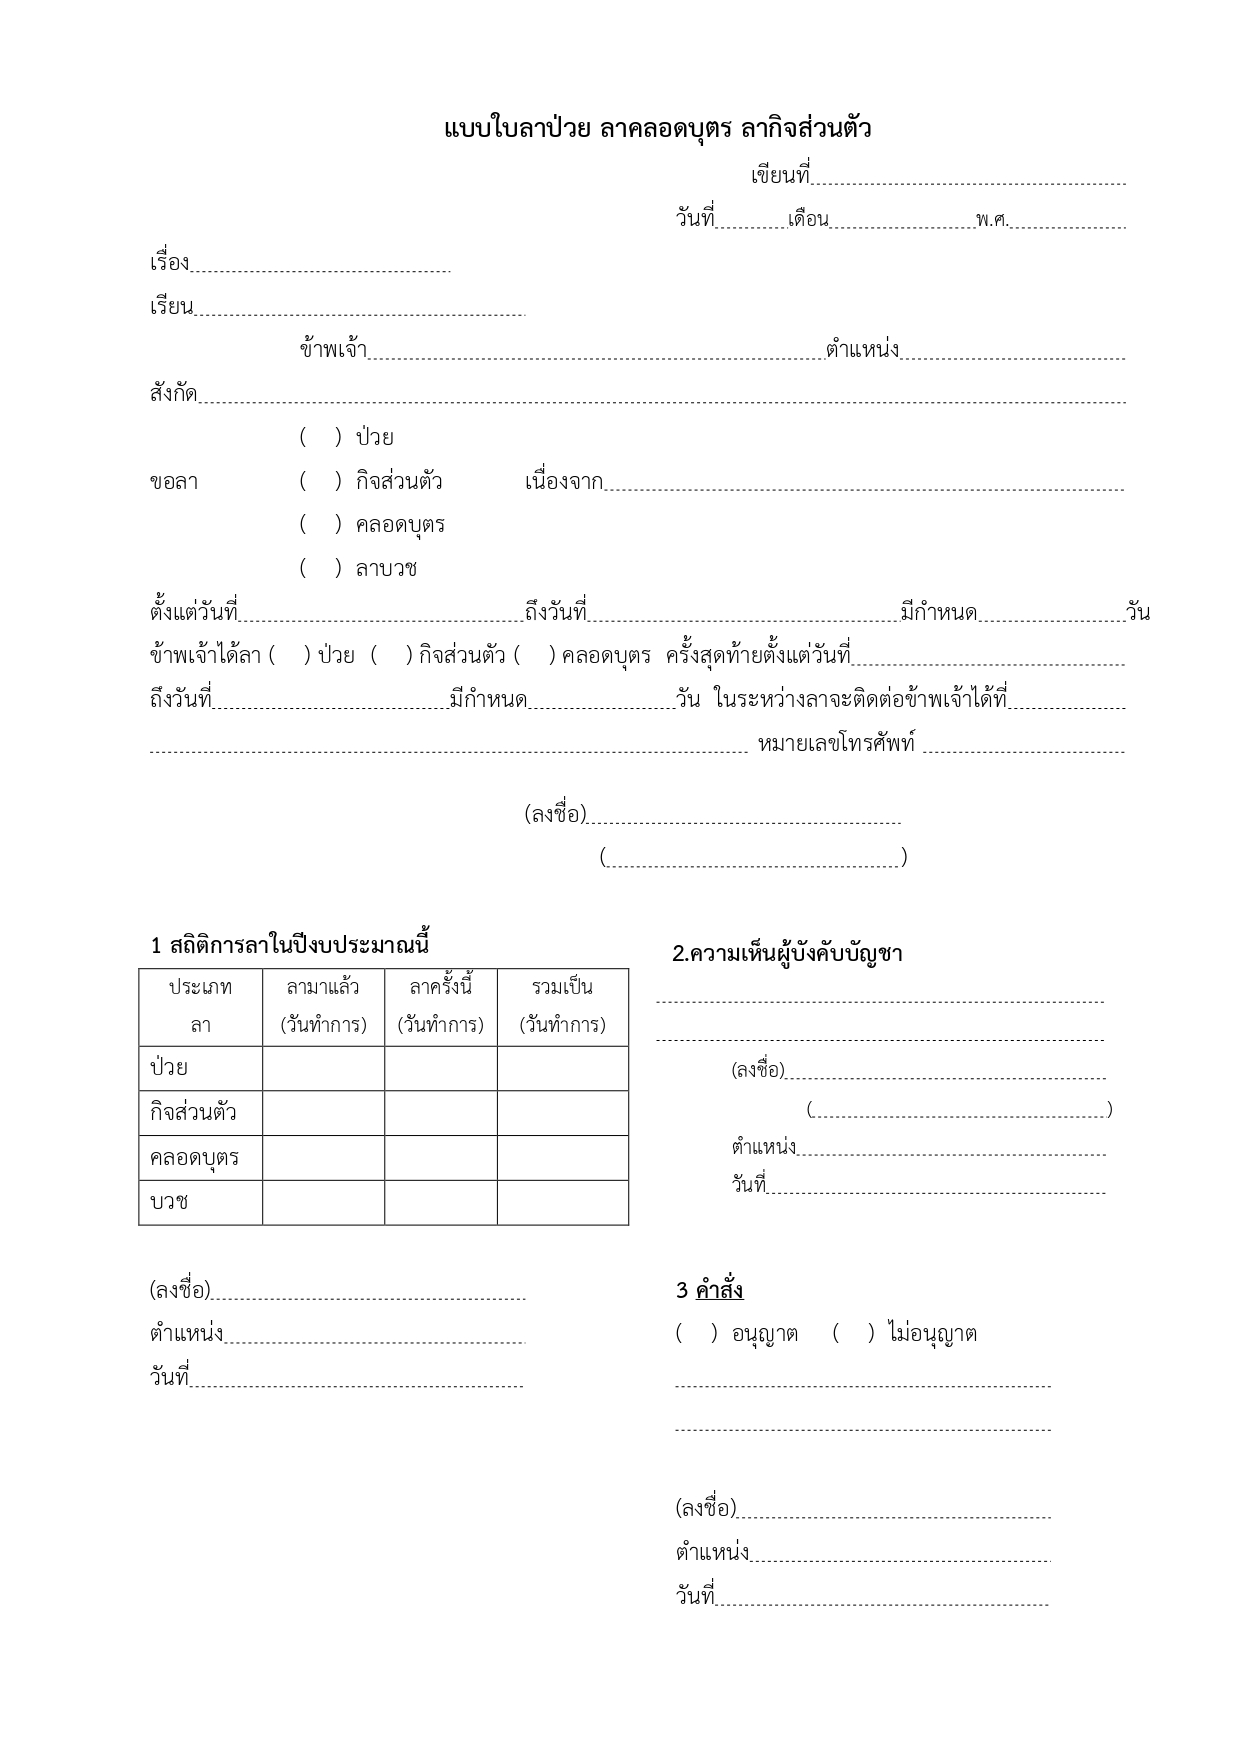 แบบใบลาป่วย ลาคลอดบุตร ลากิจส่วนตัว
เขียนที่
วันที่ เดือน พ.ศ.
เรื่อง
เรียน
ข้าพเจ้า ตำแหน่ง
สังกัด
( ) ป่วย
ขอลา ( ) กิจส่วนตัว เนื่องจาก
( ) คลอดบุตร
( ) ลาบวช
ตั้งแต่วันที่ ถึงวันที่ มีกำหนด วัน
ข้าพเจ้าได้ลา ( ) ป่วย ( ) กิจส่วนตัว ( ) คลอดบุตร ครั้งสุดท้ายตั้งแต่วันที่
ถึงวันที่ มีกำหนด วัน ในระหว่างลาจะติดต่อข้าพเจ้าได้ที่
หมายเลขโทรศัพท์
(ลงชื่อ)
( )
1 สถิติการลาในปีงบประมาณนี้
ประเภท ลามาแล้ว ลาครั้งนี้ รวมเป็น
ลา (วันทำการ) (วันทำการ) (วันทำการ)
ป่วย
กิจส่วนตัว
คลอดบุตร
บวช
(ลงชื่อ)
ตำแหน่ง
วันที่
2.ความเห็นผู้บังคับบัญชา
(ลงชื่อ)
( )
ตำแหน่ง
วันที่
3 คำสั่ง
( ) อนุญาต ( ) ไม่อนุญาต
(ลงชื่อ)
ตำแหน่ง
วันที่